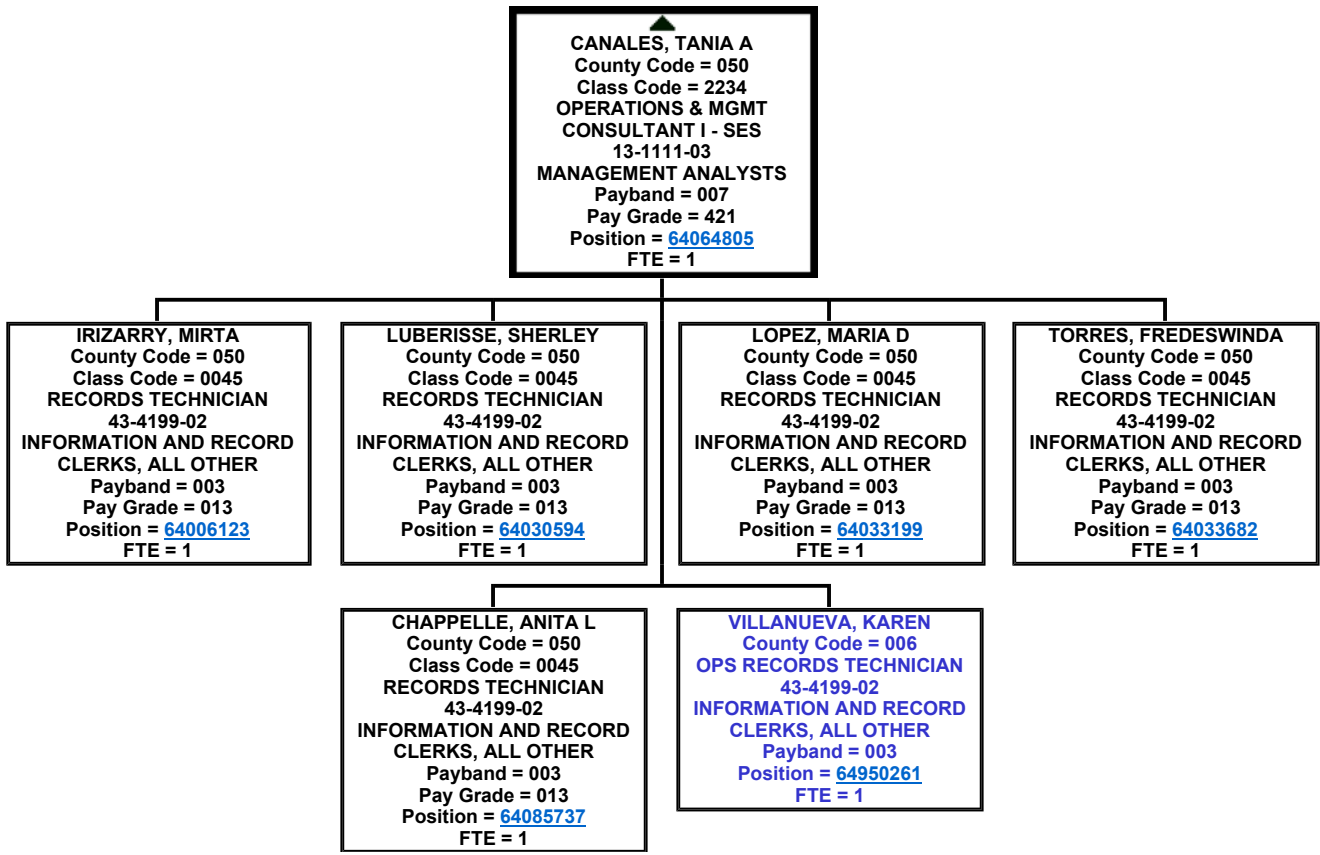 CANALES, TANIA A
County Code = 050
Class Code = 2234
OPERATIONS & MGMT
CONSULTANT I - SES
13-1111-03
MANAGEMENT ANALYSTS
Payband = 007
Pay Grade = 421
Position = 64064805
FTE = 1
IRIZARRY, MIRTA
County Code = 050
Class Code = 0045
RECORDS TECHNICIAN
43-4199-02
INFORMATION AND RECORD
CLERKS, ALL OTHER
Payband = 003
Pay Grade = 013
Position = 64006123
FTE = 1
LUBERISSE, SHERLEY
County Code = 050
Class Code = 0045
RECORDS TECHNICIAN
43-4199-02
INFORMATION AND RECORD
CLERKS, ALL OTHER
Payband = 003
Pay Grade = 013
Position = 64030594
FTE = 1
LOPEZ, MARIA D
County Code = 050
Class Code = 0045
RECORDS TECHNICIAN
43-4199-02
INFORMATION AND RECORD
CLERKS, ALL OTHER
Payband = 003
Pay Grade = 013
Position = 64033199
FTE = 1
TORRES, FREDESWINDA
County Code = 050
Class Code = 0045
RECORDS TECHNICIAN
43-4199-02
INFORMATION AND RECORD
CLERKS, ALL OTHER
Payband = 003
Pay Grade = 013
Position = 64033682
FTE = 1
CHAPPELLE, ANITA L
County Code = 050
Class Code = 0045
RECORDS TECHNICIAN
43-4199-02
INFORMATION AND RECORD
CLERKS, ALL OTHER
Payband = 003
Pay Grade = 013
Position = 64085737
FTE = 1
VILLANUEVA, KAREN
County Code = 006
OPS RECORDS TECHNICIAN
43-4199-02
INFORMATION AND RECORD
CLERKS, ALL OTHER
Payband = 003
Position = 64950261
FTE = 1